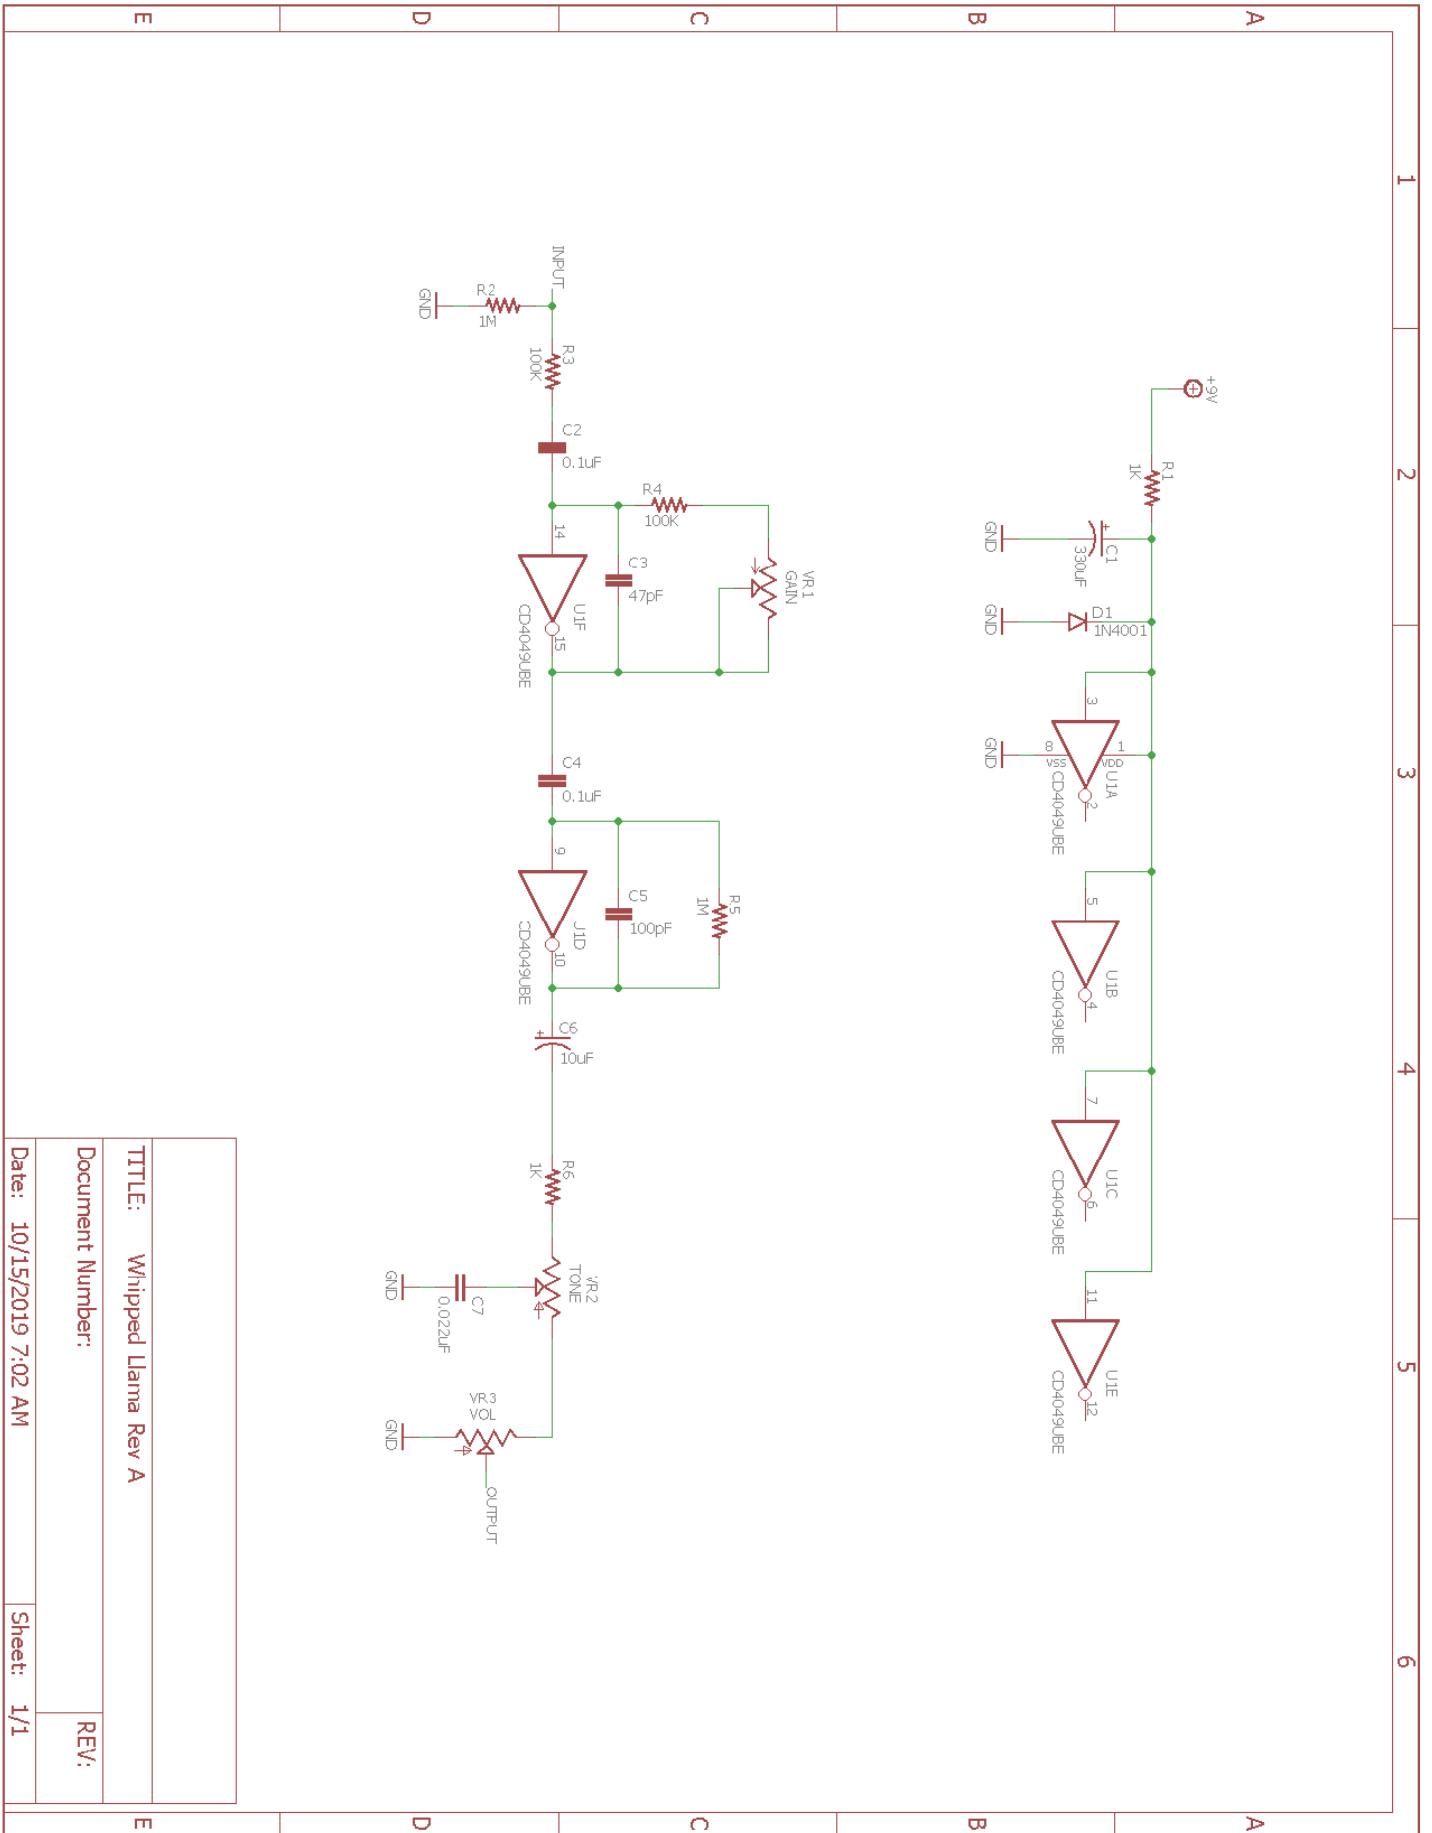 1
2
3
4
5
6
A
A
B
B
C
C
D
D
E
E
+9V
R1
1K
C1
+
330uF
GND
D1
1N4001
GND
3
1
VDD
8
VSS
GND
U1A
2
CD4049UBE
5
U1B
4
CD4049UBE
7
U1C
6
CD4049UBE
11
U1E
12
CD4049UBE
INPUT
R2
1M
GND
R3
100K
C2
0.1uF
R4
100K
VR1
GAIN
C3
47pF
14
U1F
15
CD4049UBE
C4
0.1uF
R5
1M
C5
100pF
9
J1D
10
CD4049UBE
C6
+
10uF
R6
1K
VR2
TONE
C7
0.022uF
GND
VR3
VOL
GND
OUTPUT
TITLE: Whipped Llama Rev A
Document Number:
REV:
Date: 10/15/2019 7:02 AM
Sheet: 1/1